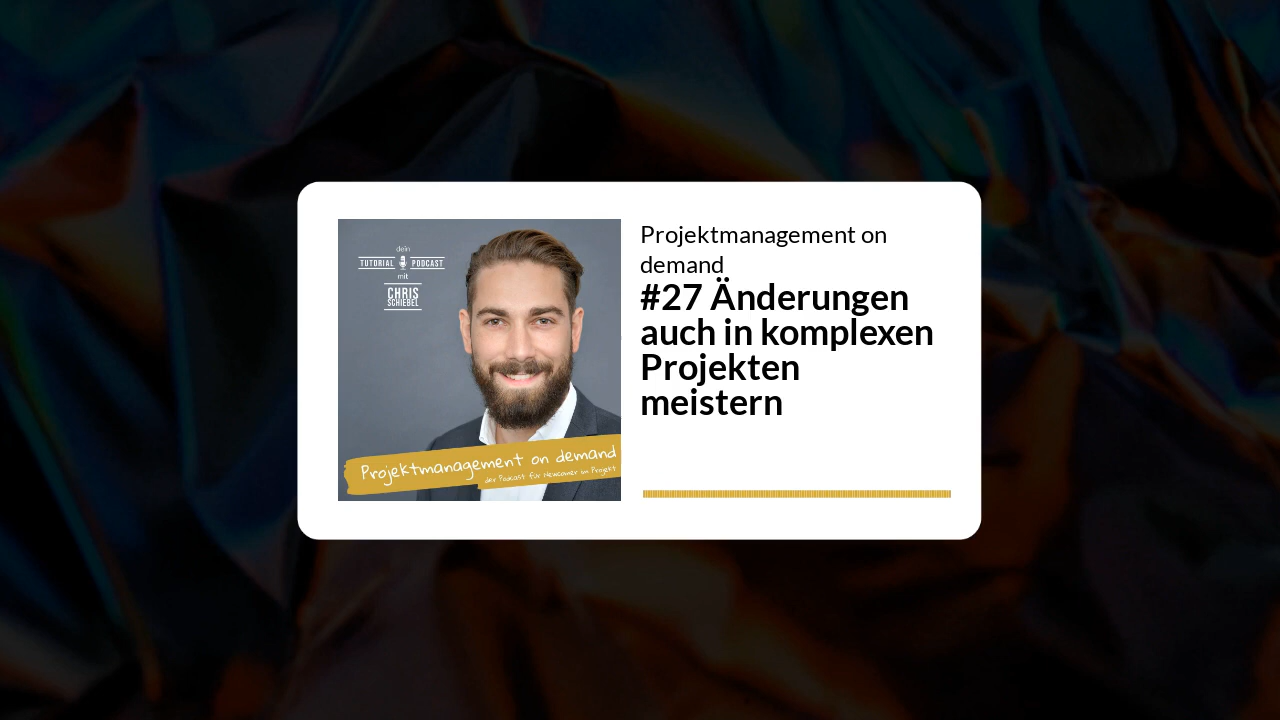 dein
TUTORIAL PODCAST
mit
CHRIS
SCHIEBEL
Projektmanagement on demand
der Podcast für Newcomer im Projekt
Projektmanagement on
demand
#27 Änderungen
auch in komplexen
Projekten
meistern